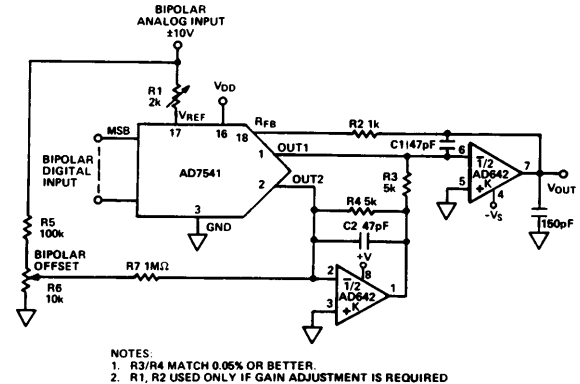 BIPOLAR
ANALOG INPUT
±10V
R1
2k
VDD
VREF
17
16
18
RFB
R2 1k
C1 47pF
MSB
BIPOLAR
DIGITAL
INPUT
AD7541
1
OUT1
2
OUT2
3
GND
R3
5k
R4 5k
C2 47pF
6
1/2
AD642
K
7
5
+
4
-VS
VOUT
150pF
R5
100k
BIPOLAR
OFFSET
R6
10k
R7 1MΩ
+V
8
2
1/2
AD642
K
1
3
+
NOTES:
1. R3/R4 MATCH 0.05% OR BETTER.
2. R1, R2 USED ONLY IF GAIN ADJUSTMENT IS REQUIRED